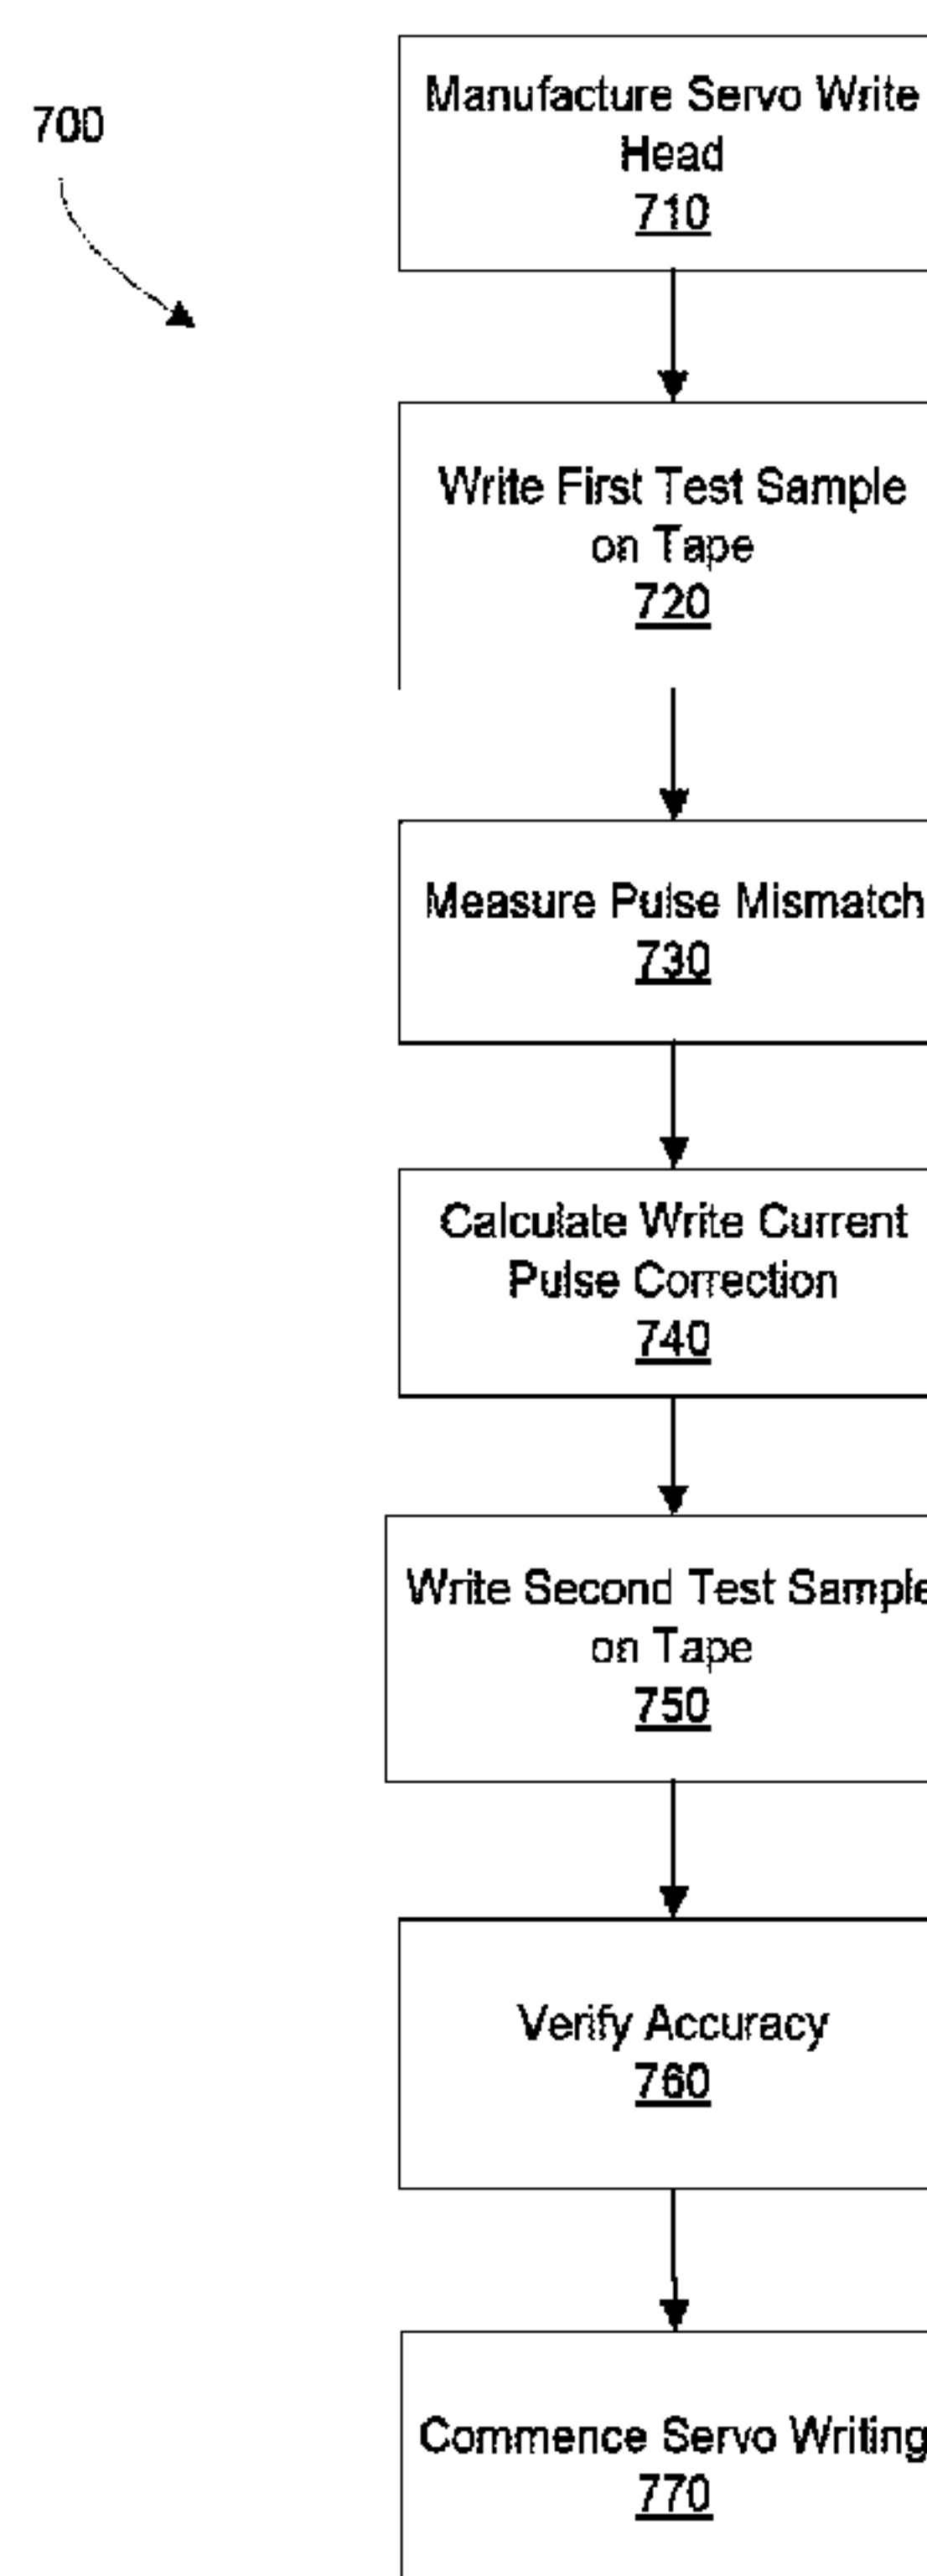 700
Manufacture Servo Write
Head
710
Write First Test Sample
on Tape
720
Measure Pulse Mismatch
730
Calculate Write Current
Pulse Correction
740
Write Second Test Sample
on Tape
750
Verify Accuracy
760
Commence Servo Writing
770